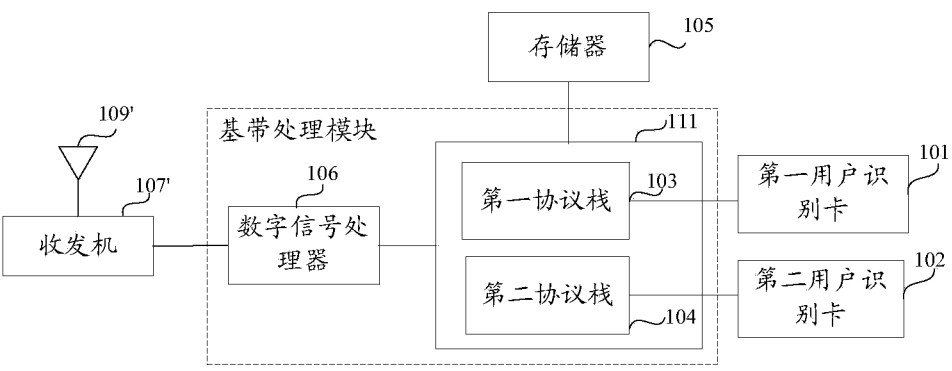 存储器
105
109'
基带处理模块
111
107'
106
第一协议栈
103
第一用户识
别卡
101
收发机
数字信号处
理器
第二协议栈
104
第二用户识
别卡
102